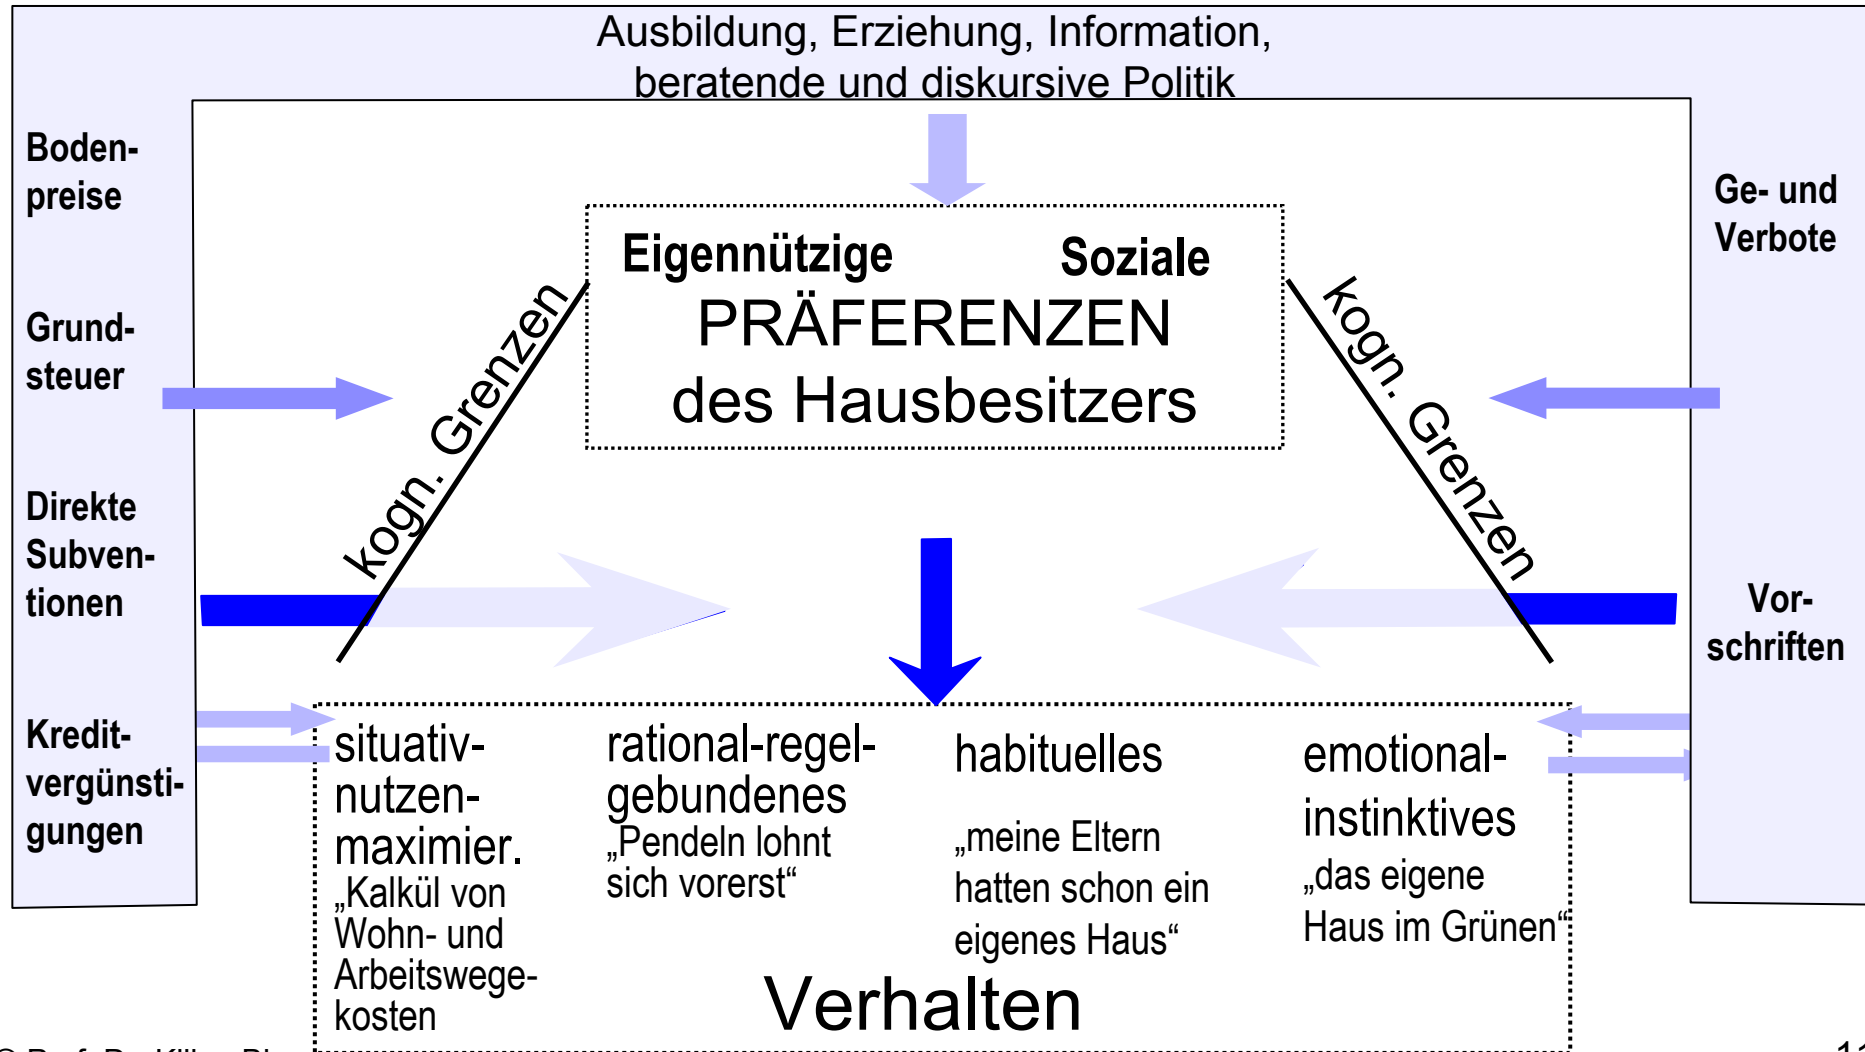 Ausbildung, Erziehung, Information,
beratende und diskursive Politik
Boden-
preise
Grund-
steuer
Direkte
Subven-
tionen
Kredit-
vergünsti-
gungen
Ge- und
Verbote
Vor-
schriften
Eigennützige Soziale
PRÄFERENZEN
des Hausbesitzers
kogn. Grenzen
kogn. Grenzen
situativ-
nutzen-
maximier.
„Kalkül von
Wohn- und
Arbeitswege-
kosten
rational-regel-
gebundenes
„Pendeln lohnt
sich vorerst“
habituelles
„meine Eltern
hatten schon ein
eigenes Haus“
emotional-
instinktives
„das eigene
Haus im Grünen“
Verhalten